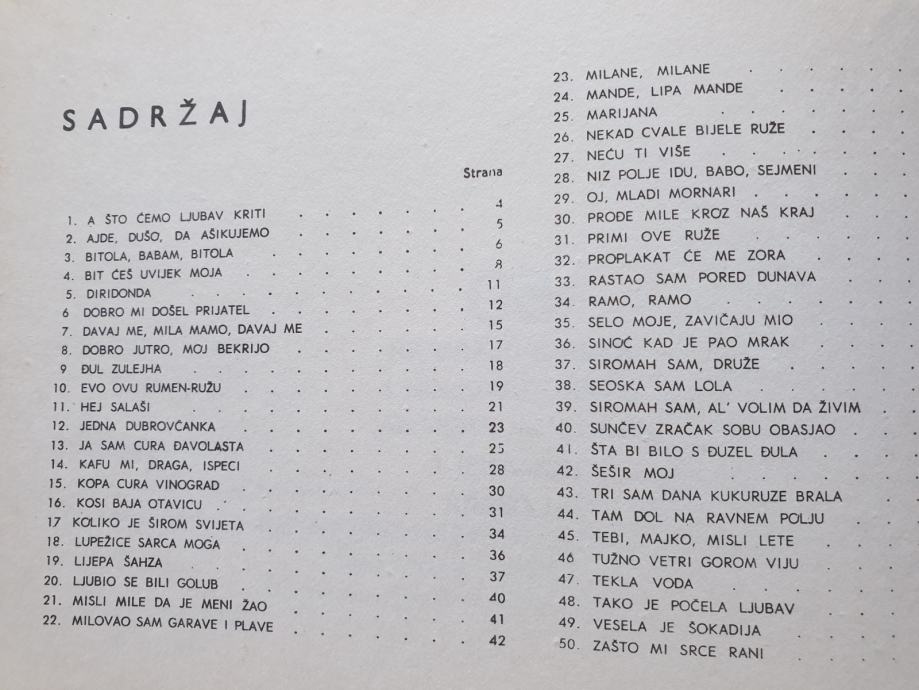 SADRŽAJ
Strana
1. A ŠTO ĆEMO LJUBAV KRITI . . . . . . . 4
2. AJDE, DUŠO, DA AŠIKUJEMO . . . . . . . 5
3. BITOLA, BABAM, BITOLA . . . . . . . . 6
4. BIT ĆEŠ UVIJEK MOJA . . . . . . . . 8
5. DIRIDONDA . . . . . . . . . . 11
6 DOBRO MI DOŠEL PRIJATEL . . . . . . . . 12
7. DAVAJ ME, MILA MAMO, DAVAJ ME . . . . . . 15
8. DOBRO JUTRO, MOJ BEKRIJO . . . . . . . 17
9 ĐUL ZULEJHA . . . . . . . . . . 18
10. EVO OVU RUMEN-RUŽU . . . . . . . . 19
11. HEJ SALAŠI . . . . . . . . . . 21
12. JEDNA DUBROVČANKA . . . . . . . . 23
13. JA SAM CURA ĐAVOLASTA . . . . . . . . 25
14. KAFU MI, DRAGA, ISPECI . . . . . . . . 28
15. KOPA CURA VINOGRAD . . . . . . . . 30
16. KOSI BAJA OTAVICU . . . . . . . . 31
17 KOLIKO JE ŠIROM SVIJETA . . . . . . . . 34
18. LUPEŽICE SARCA MOGA . . . . . . . . 36
19. LIJEPA ŠAHZA . . . . . . . . . . 37
20. LJUBIO SE BILI GOLUB . . . . . . . . 40
21. MISLI MILE DA JE MENI ŽAO . . . . . . . 41
22. MILOVAO SAM GARAVE I PLAVE . . . . . . . 42
23. MILANE, MILANE . . . . . .
24. MANDE, LIPA MANDE . . . . .
25. MARIJANA . . . . . . .
26. NEKAD CVALE BIJELE RUŽE . . . .
27. NEĆU TI VIŠE . . . . . . .
28. NIZ POLJE IDU, BABO, SEJMENI . . .
29. OJ, MLADI MORNARI . . . . . .
30. PROĐE MILE KROZ NAŠ KRAJ . . .
31. PRIMI OVE RUŽE . . . . . .
32. PROPLAKAT ĆE ME ZORA . . . .
33. RASTAO SAM PORED DUNAVA . . .
34. RAMO, RAMO . . . . . . .
35. SELO MOJE, ZAVIČAJU MIO . . . .
36. SINOĆ KAD JE PAO MRAK . . . .
37. SIROMAH SAM, DRUŽE . . . . .
38. SEOSKA SAM LOLA . . . . . .
39. SIROMAH SAM, AL' VOLIM DA ŽIVIM . .
40. SUNČEV ZRAČAK SOBU OBASJAO . . .
41. ŠTA BI BILO S ĐUZEL ĐULA . . . .
42. ŠEŠIR MOJ . . . . . . .
43. TRI SAM DANA KUKURUZE BRALA . . .
44. TAM DOL NA RAVNEM POLJU . . .
45. TEBI, MAJKO, MISLI LETE . . . .
46 TUŽNO VETRI GOROM VIJU . . . .
47. TEKLA VODA . . . . . . .
48. TAKO JE POČELA LJUBAV . . . .
49. VESELA JE ŠOKADIJA . . . . .
50. ZAŠTO MI SRCE RANI . . . .